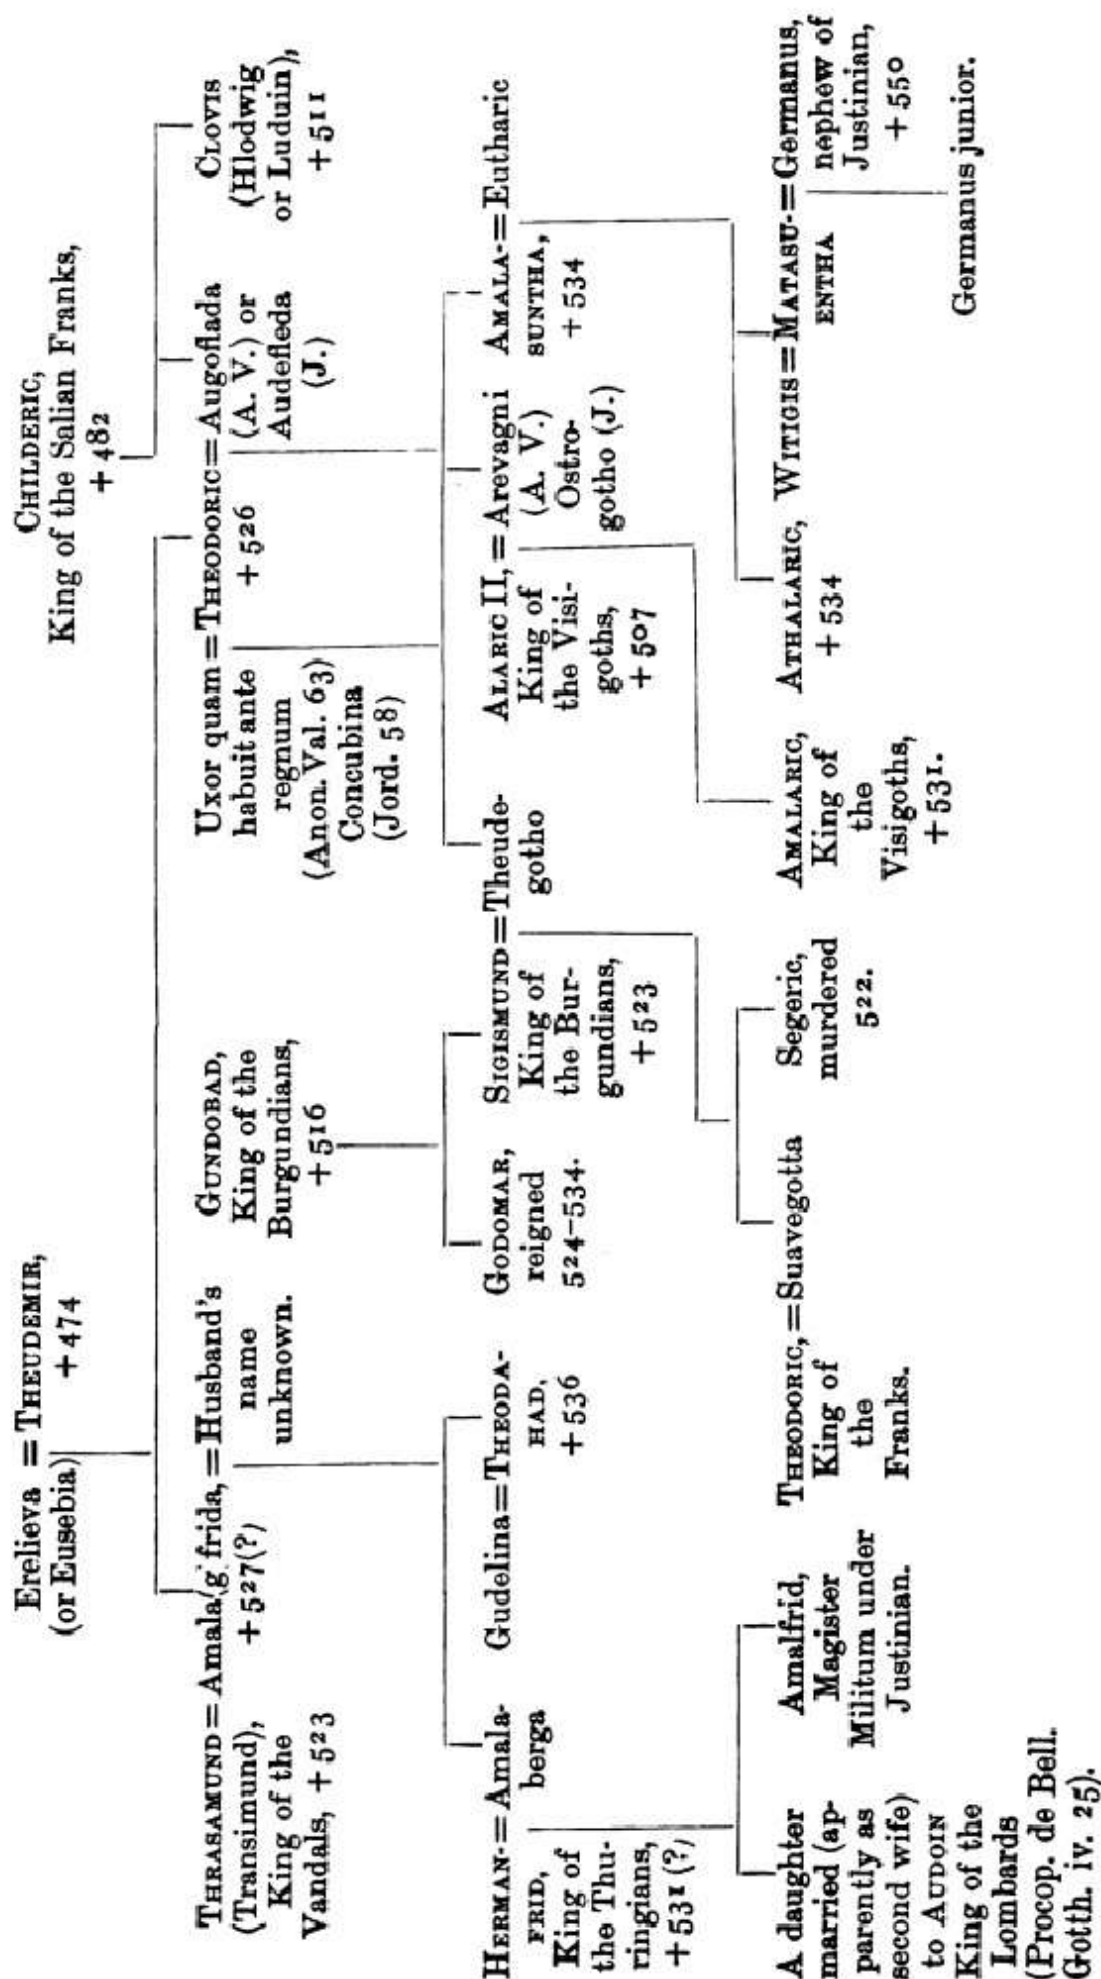 Erelieva = THEUDEMIR,
(or Eusebia) +474
CHILDERIC,
King of the Salian Franks,
+482
THRASAMUND = Amala(g)frida, = Husband's
(Transimund), +527(?) name
King of the unknown.
Vandals, +523
GUNDOBAD,
King of the
Burgundians,
+516
Uxor quam = THEODORIC = Augoflada
habuit ante +526 (A. V.) or
regnum Audefleda
(Anon. Val. 63) (J.)
Concubina
(Jord. 58)
CLOVIS
(Hlodwig
or Luduin),
+511
HERMAN- = Amala-
FRID, berga
King of
the Thu-
ringians,
+531(?)
Gudelina = THEODA-
HAD,
+536
GODOMAR,
reigned
524-534.
SIGISMUND = Theude-
King of gotho
the Bur-
gundians,
+523
ALARIC II, = Arevagni
King of (A. V.)
the Visi- Ostro-
goths, gotho (J.)
+507
AMALA- = Eutharic
SUNTHA,
+534
A daughter
married (ap-
parently as
second wife)
to AUDOIN
King of the
Lombards
(Procop. de Bell.
Gotth. iv. 25).
Amalfrid,
Magister
Militum under
Justinian.
THEODORIC, = Suavegotta
King of
the
Franks.
Segeric,
murdered
522.
AMALARIC,
King of
the
Visigoths,
+531.
ATHALARIC,
+534
WITIGIS = MATASU- = Germanus,
ENTHA nephew of
Justinian,
+550
Germanus junior.